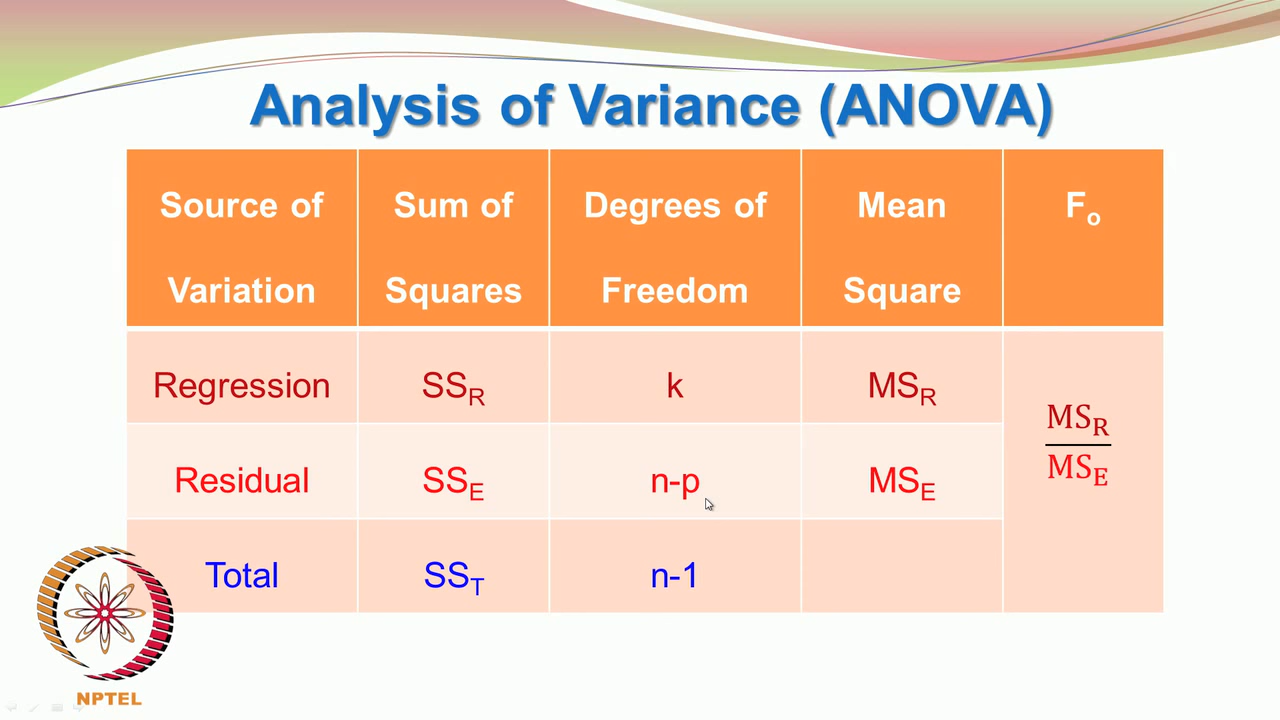 Analysis of Variance (ANOVA)
Source of Variation Sum of Squares Degrees of Freedom Mean Square Fo
Regression SSR k MSR MSR/MSE
Residual SSE n-p MSE
Total SST n-1
NPTEL